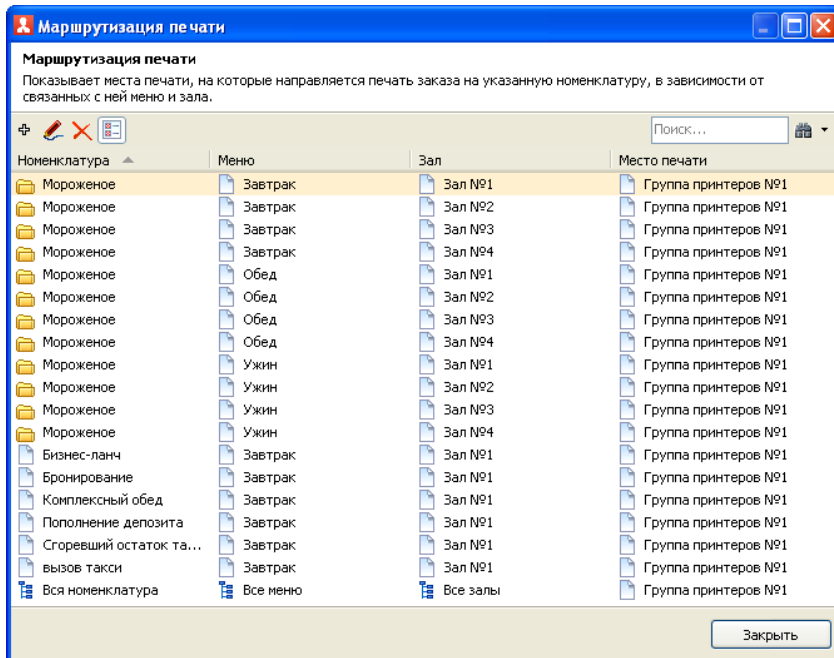 Маршрутизация печати
Маршрутизация печати
Показывает места печати, на которые направляется печать заказа на указанную номенклатуру, в зависимости от
связанных с ней меню и зала.
Поиск...
Номенклатура Меню Зал Место печати
Мороженое Завтрак Зал №1 Группа принтеров №1
Мороженое Завтрак Зал №2 Группа принтеров №1
Мороженое Завтрак Зал №3 Группа принтеров №1
Мороженое Завтрак Зал №4 Группа принтеров №1
Мороженое Обед Зал №1 Группа принтеров №1
Мороженое Обед Зал №2 Группа принтеров №1
Мороженое Обед Зал №3 Группа принтеров №1
Мороженое Обед Зал №4 Группа принтеров №1
Мороженое Ужин Зал №1 Группа принтеров №1
Мороженое Ужин Зал №2 Группа принтеров №1
Мороженое Ужин Зал №3 Группа принтеров №1
Мороженое Ужин Зал №4 Группа принтеров №1
Бизнес-ланч Завтрак Зал №1 Группа принтеров №1
Бронирование Завтрак Зал №1 Группа принтеров №1
Комплексный обед Завтрак Зал №1 Группа принтеров №1
Пополнение депозита Завтрак Зал №1 Группа принтеров №1
Сгоревший остаток та... Завтрак Зал №1 Группа принтеров №1
вызов такси Завтрак Зал №1 Группа принтеров №1
Вся номенклатура Все меню Все залы Группа принтеров №1
Закрыть